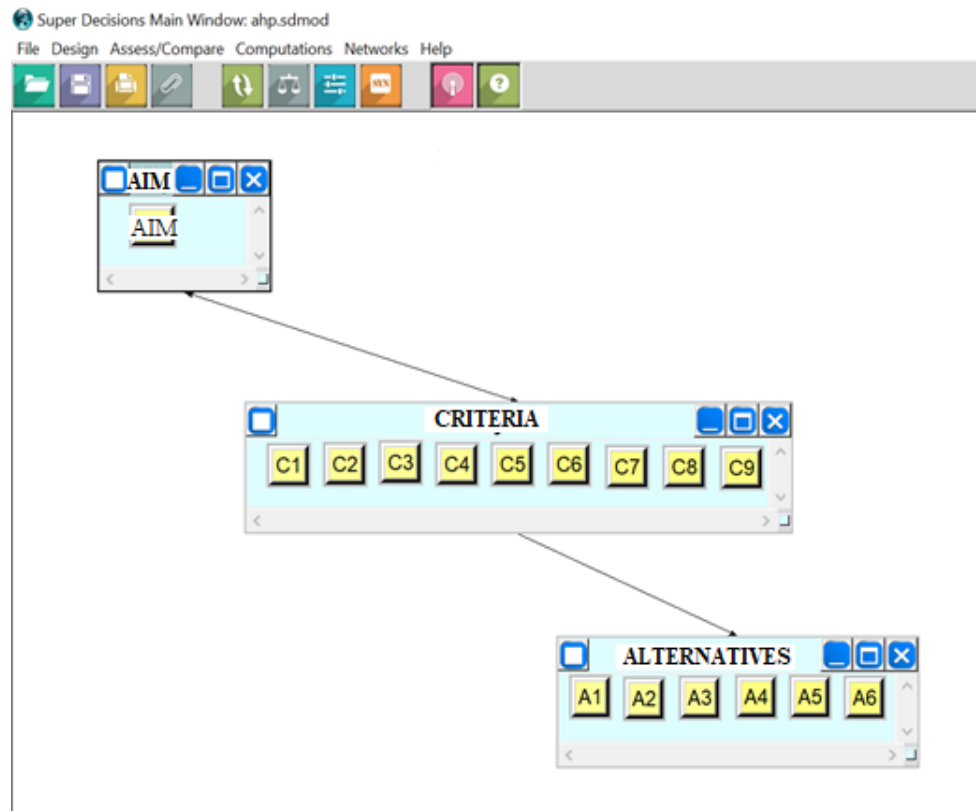 Super Decisions Main Window: ahp.sdmod
File Design Assess/Compare Computations Networks Help
SYN ?
AIM
AIM
CRITERIA
C1 C2 C3 C4 C5 C6 C7 C8 C9
ALTERNATIVES
A1 A2 A3 A4 A5 A6